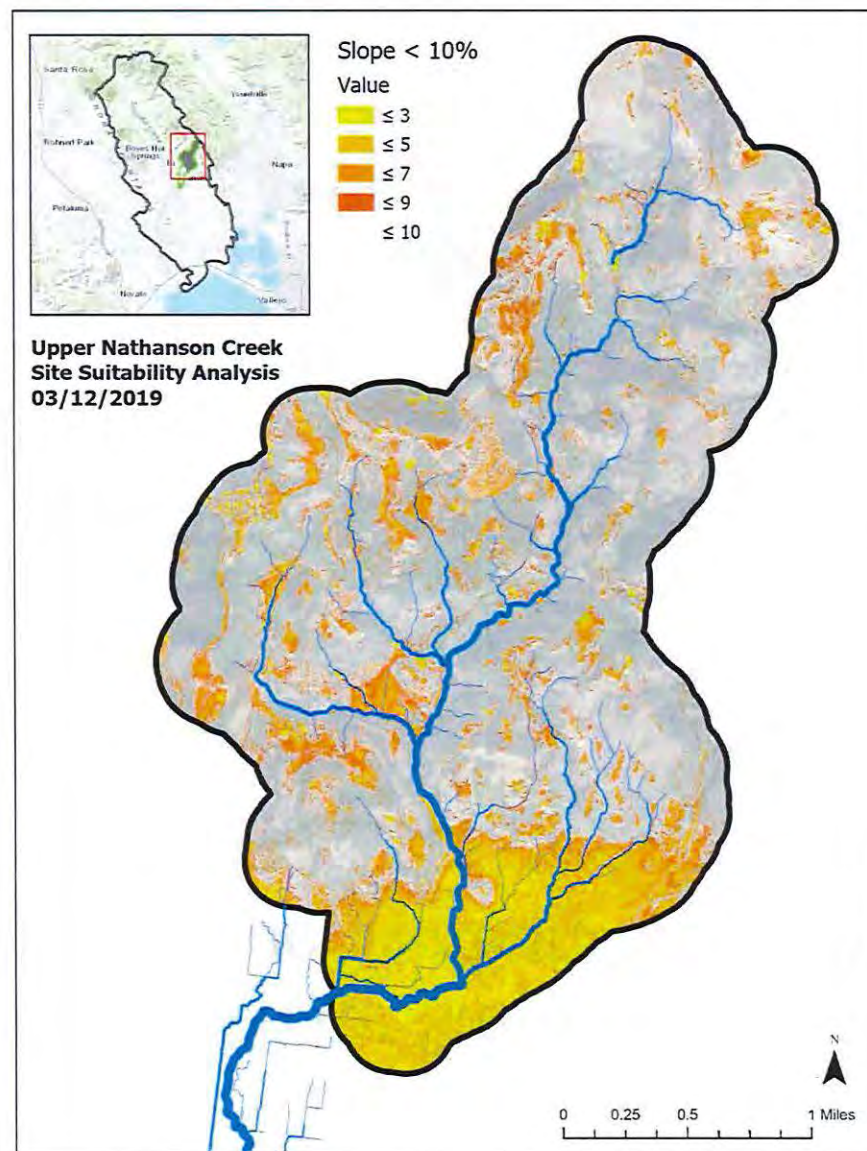 Santa Rosa
Yountville
Rohnert Park
Boyes Hot
Springs
Napa
Petaluma
Novato
Vallejo
Slope < 10%
Value
≤ 3
≤ 5
≤ 7
≤ 9
≤ 10
Upper Nathanson Creek
Site Suitability Analysis
03/12/2019
N
0 0.25 0.5 1 Miles